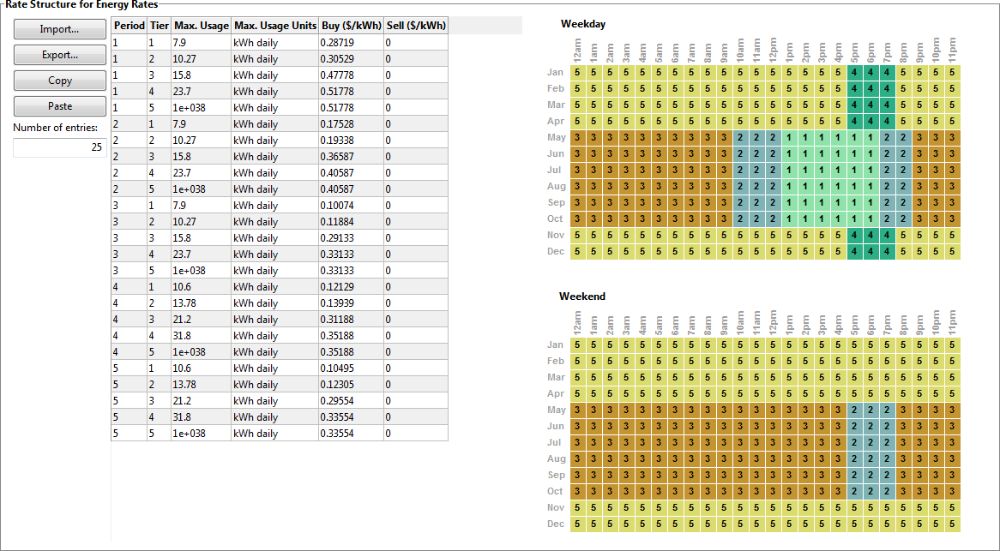 Rate Structure for Energy Rates
Import...
Export...
Copy
Paste
Number of entries:
25
Period Tier Max. Usage Max. Usage Units Buy ($/kWh) Sell ($/kWh)
1 1 7.9 kWh daily 0.28719 0
1 2 10.27 kWh daily 0.30529 0
1 3 15.8 kWh daily 0.47778 0
1 4 23.7 kWh daily 0.51778 0
1 5 1e+038 kWh daily 0.51778 0
2 1 7.9 kWh daily 0.17528 0
2 2 10.27 kWh daily 0.19338 0
2 3 15.8 kWh daily 0.36587 0
2 4 23.7 kWh daily 0.40587 0
2 5 1e+038 kWh daily 0.40587 0
3 1 7.9 kWh daily 0.10074 0
3 2 10.27 kWh daily 0.11884 0
3 3 15.8 kWh daily 0.29133 0
3 4 23.7 kWh daily 0.33133 0
3 5 1e+038 kWh daily 0.33133 0
4 1 10.6 kWh daily 0.12129 0
4 2 13.78 kWh daily 0.13939 0
4 3 21.2 kWh daily 0.31188 0
4 4 31.8 kWh daily 0.35188 0
4 5 1e+038 kWh daily 0.35188 0
5 1 10.6 kWh daily 0.10495 0
5 2 13.78 kWh daily 0.12305 0
5 3 21.2 kWh daily 0.29554 0
5 4 31.8 kWh daily 0.33554 0
5 5 1e+038 kWh daily 0.33554 0
Weekday
12am 1am 2am 3am 4am 5am 6am 7am 8am 9am 10am 11am 12pm 1pm 2pm 3pm 4pm 5pm 6pm 7pm 8pm 9pm 10pm 11pm
Jan 5 5 5 5 5 5 5 5 5 5 5 5 5 5 5 5 5 4 4 4 5 5 5 5
Feb 5 5 5 5 5 5 5 5 5 5 5 5 5 5 5 5 5 4 4 4 5 5 5 5
Mar 5 5 5 5 5 5 5 5 5 5 5 5 5 5 5 5 5 4 4 4 5 5 5 5
Apr 5 5 5 5 5 5 5 5 5 5 5 5 5 5 5 5 5 4 4 4 5 5 5 5
May 3 3 3 3 3 3 3 3 3 3 2 2 2 1 1 1 1 1 1 2 2 3 3 3
Jun 3 3 3 3 3 3 3 3 3 3 2 2 2 1 1 1 1 1 1 2 2 3 3 3
Jul 3 3 3 3 3 3 3 3 3 3 2 2 2 1 1 1 1 1 1 2 2 3 3 3
Aug 3 3 3 3 3 3 3 3 3 3 2 2 2 1 1 1 1 1 1 2 2 3 3 3
Sep 3 3 3 3 3 3 3 3 3 3 2 2 2 1 1 1 1 1 1 2 2 3 3 3
Oct 3 3 3 3 3 3 3 3 3 3 2 2 2 1 1 1 1 1 1 2 2 3 3 3
Nov 5 5 5 5 5 5 5 5 5 5 5 5 5 5 5 5 5 4 4 4 5 5 5 5
Dec 5 5 5 5 5 5 5 5 5 5 5 5 5 5 5 5 5 4 4 4 5 5 5 5
Weekend
12am 1am 2am 3am 4am 5am 6am 7am 8am 9am 10am 11am 12pm 1pm 2pm 3pm 4pm 5pm 6pm 7pm 8pm 9pm 10pm 11pm
Jan 5 5 5 5 5 5 5 5 5 5 5 5 5 5 5 5 5 5 5 5 5 5 5 5
Feb 5 5 5 5 5 5 5 5 5 5 5 5 5 5 5 5 5 5 5 5 5 5 5 5
Mar 5 5 5 5 5 5 5 5 5 5 5 5 5 5 5 5 5 5 5 5 5 5 5 5
Apr 5 5 5 5 5 5 5 5 5 5 5 5 5 5 5 5 5 5 5 5 5 5 5 5
May 3 3 3 3 3 3 3 3 3 3 3 3 3 3 3 3 3 2 2 2 3 3 3 3
Jun 3 3 3 3 3 3 3 3 3 3 3 3 3 3 3 3 3 2 2 2 3 3 3 3
Jul 3 3 3 3 3 3 3 3 3 3 3 3 3 3 3 3 3 2 2 2 3 3 3 3
Aug 3 3 3 3 3 3 3 3 3 3 3 3 3 3 3 3 3 2 2 2 3 3 3 3
Sep 3 3 3 3 3 3 3 3 3 3 3 3 3 3 3 3 3 2 2 2 3 3 3 3
Oct 3 3 3 3 3 3 3 3 3 3 3 3 3 3 3 3 3 2 2 2 3 3 3 3
Nov 5 5 5 5 5 5 5 5 5 5 5 5 5 5 5 5 5 5 5 5 5 5 5 5
Dec 5 5 5 5 5 5 5 5 5 5 5 5 5 5 5 5 5 5 5 5 5 5 5 5